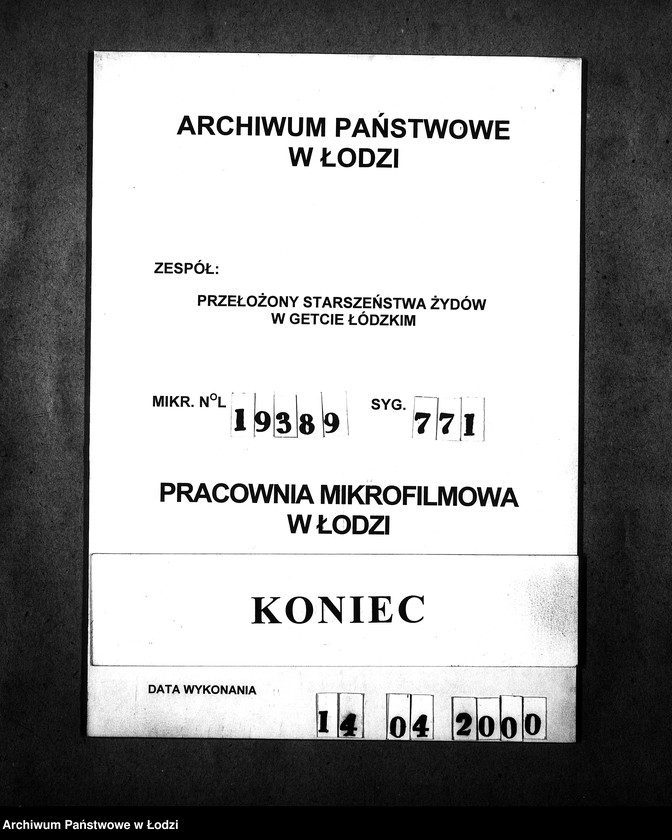 ARCHIWUM PAŃSTWOWE
W ŁODZI
ZESPÓŁ:
PRZEŁOŻONY STARSZEŃSTWA ŻYDÓW
W GETCIE ŁÓDZKIM
MIKR. NOL 19389 SYG. 771
PRACOWNIA MIKROFILMOWA
W ŁODZI
KONIEC
DATA WYKONANIA
14 04 2000
Archiwum Państwowe w Łodzi